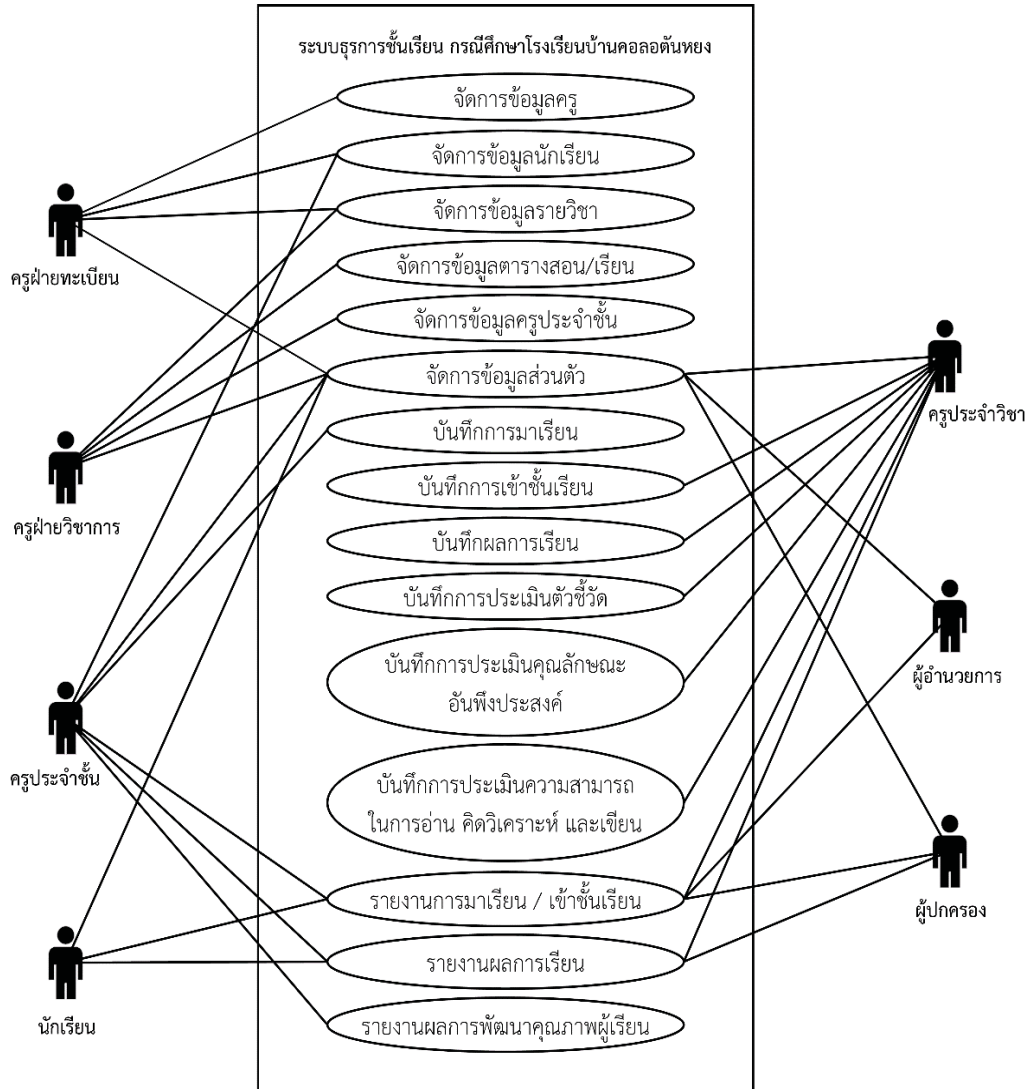 ระบบธุรการชั้นเรียน กรณีศึกษาโรงเรียนบ้านคอลอตันหยง
จัดการข้อมูลครู
จัดการข้อมูลนักเรียน
จัดการข้อมูลรายวิชา
จัดการข้อมูลตารางสอน/เรียน
จัดการข้อมูลครูประจำชั้น
จัดการข้อมูลส่วนตัว
บันทึกการมาเรียน
บันทึกการเข้าชั้นเรียน
บันทึกผลการเรียน
บันทึกการประเมินตัวชี้วัด
บันทึกการประเมินคุณลักษณะ
อันพึงประสงค์
บันทึกการประเมินความสามารถ
ในการอ่าน คิดวิเคราะห์ และเขียน
รายงานการมาเรียน / เข้าชั้นเรียน
รายงานผลการเรียน
รายงานผลการพัฒนาคุณภาพผู้เรียน
ครูฝ่ายทะเบียน
ครูฝ่ายวิชาการ
ครูประจำชั้น
นักเรียน
ครูประจำวิชา
ผู้อำนวยการ
ผู้ปกครอง